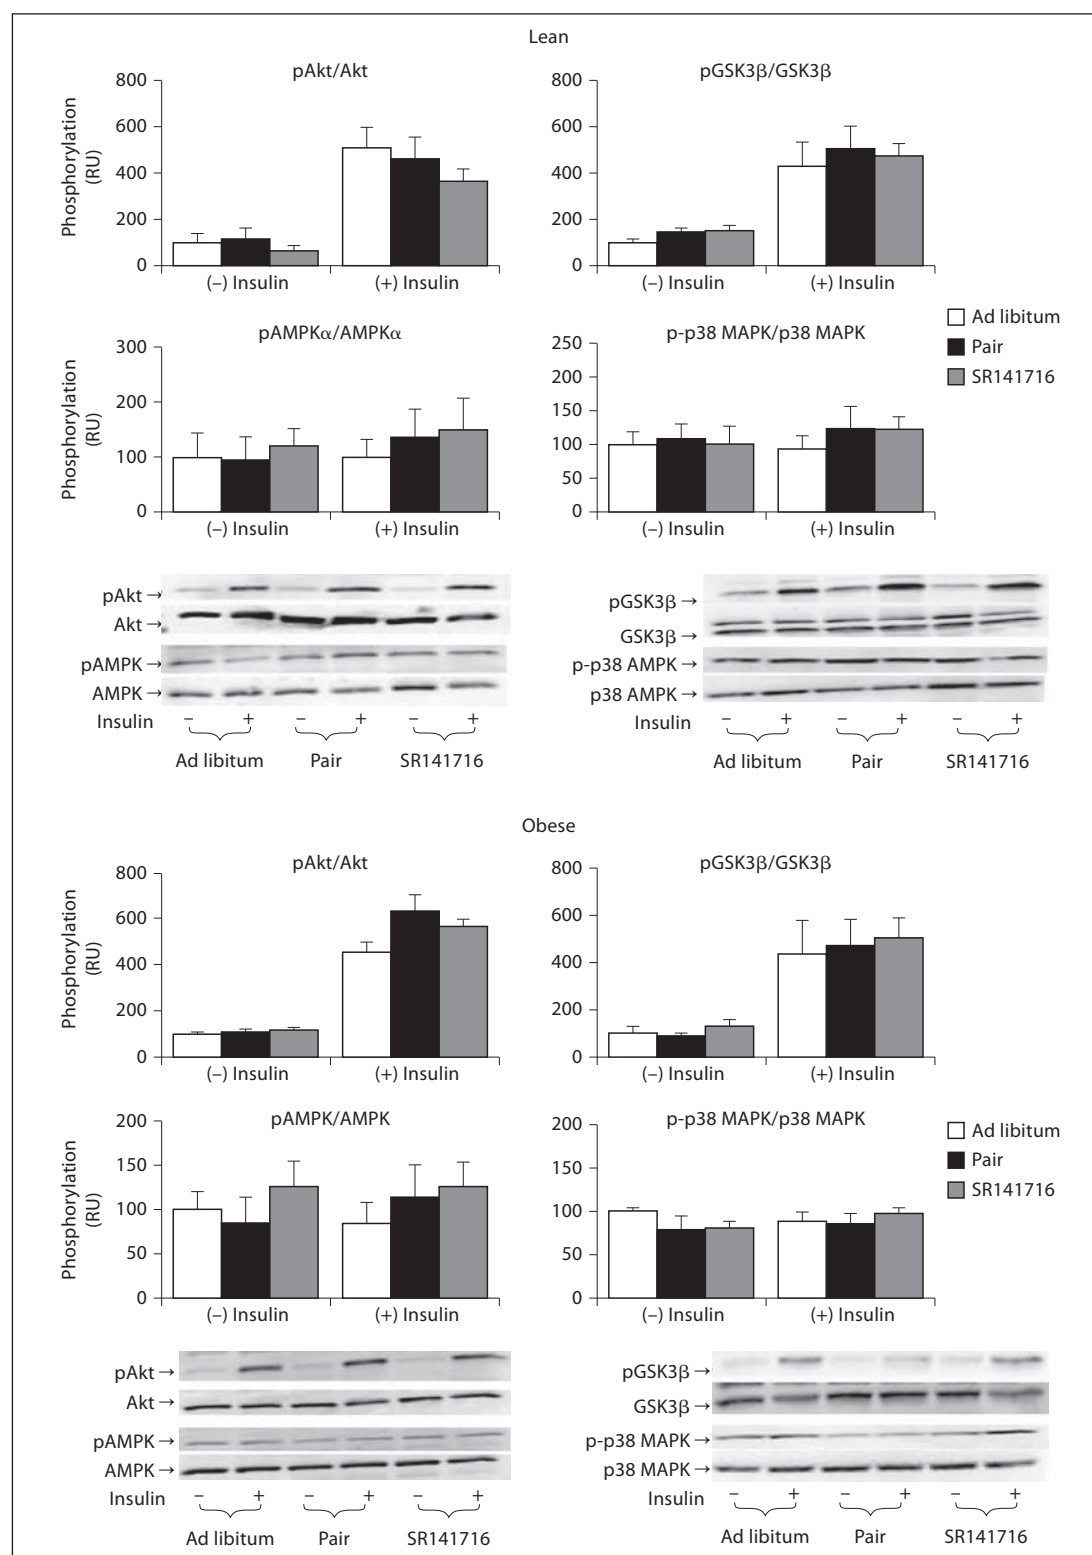 Lean
pAkt/Akt
pGSK3β/GSK3β
Phosphorylation
(RU)
800
600
400
200
0
(–) Insulin
(+) Insulin
800
600
400
200
0
(–) Insulin
(+) Insulin
pAMPKα/AMPKα
p-p38 MAPK/p38 MAPK
Phosphorylation
(RU)
300
200
100
0
(–) Insulin
(+) Insulin
250
200
150
100
50
0
(–) Insulin
(+) Insulin
Ad libitum
Pair
SR141716
pAkt →
Akt →
pAMPK →
AMPK →
Insulin – + – + – +
Ad libitum Pair SR141716
pGSK3β →
GSK3β →
p-p38 AMPK →
p38 AMPK →
Insulin – + – + – +
Ad libitum Pair SR141716
Obese
pAkt/Akt
pGSK3β/GSK3β
Phosphorylation
(RU)
800
600
400
200
0
(–) Insulin
(+) Insulin
800
600
400
200
0
(–) Insulin
(+) Insulin
pAMPK/AMPK
p-p38 MAPK/p38 MAPK
Phosphorylation
(RU)
200
150
100
50
0
(–) Insulin
(+) Insulin
200
150
100
50
0
(–) Insulin
(+) Insulin
Ad libitum
Pair
SR141716
pAkt →
Akt →
pAMPK →
AMPK →
Insulin – + – + – +
Ad libitum Pair SR141716
pGSK3β →
GSK3β →
p-p38 MAPK →
p38 MAPK →
Insulin – + – + – +
Ad libitum Pair SR141716